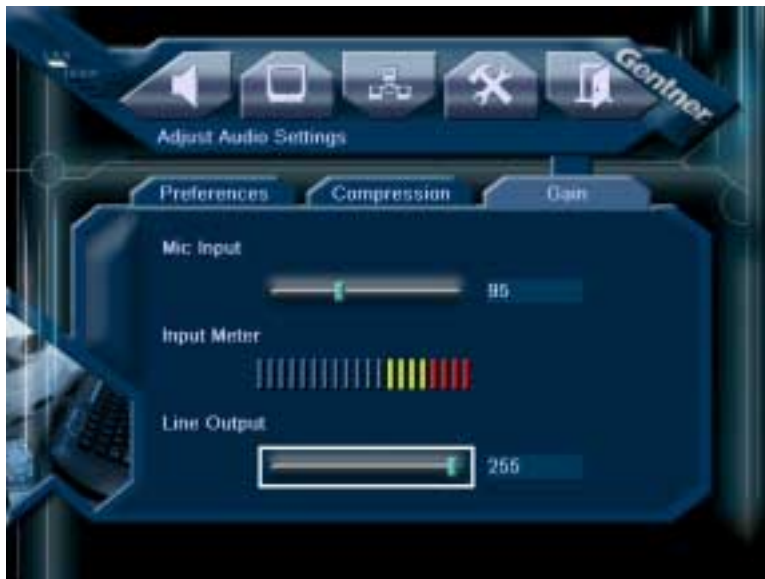 Gentner
Adjust Audio Settings
Preferences Compression Gain
Mic Input
95
Input Meter
Line Output
255